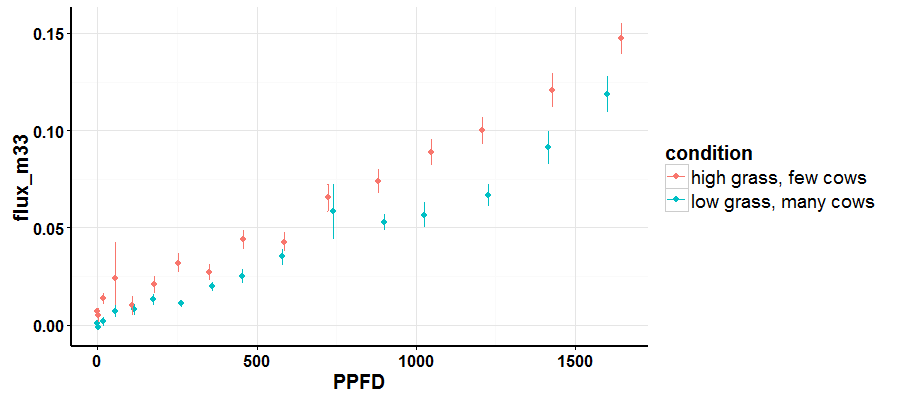 0.15
0.10
0.05
0.00
flux_m33
0
500
1000
1500
PPFD
condition
high grass, few cows
low grass, many cows